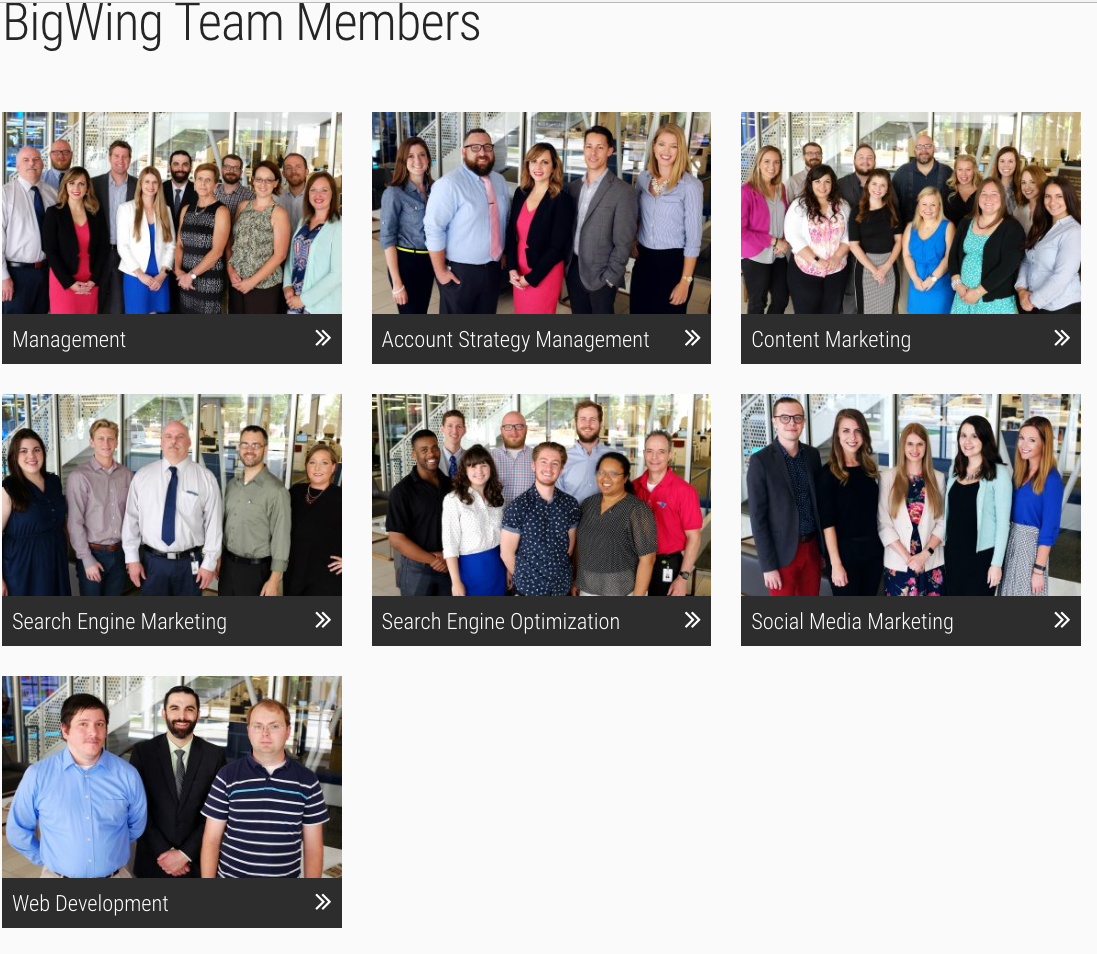 BigWing Team Members
Management
Account Strategy Management
Content Marketing
Search Engine Marketing
Search Engine Optimization
Social Media Marketing
Web Development